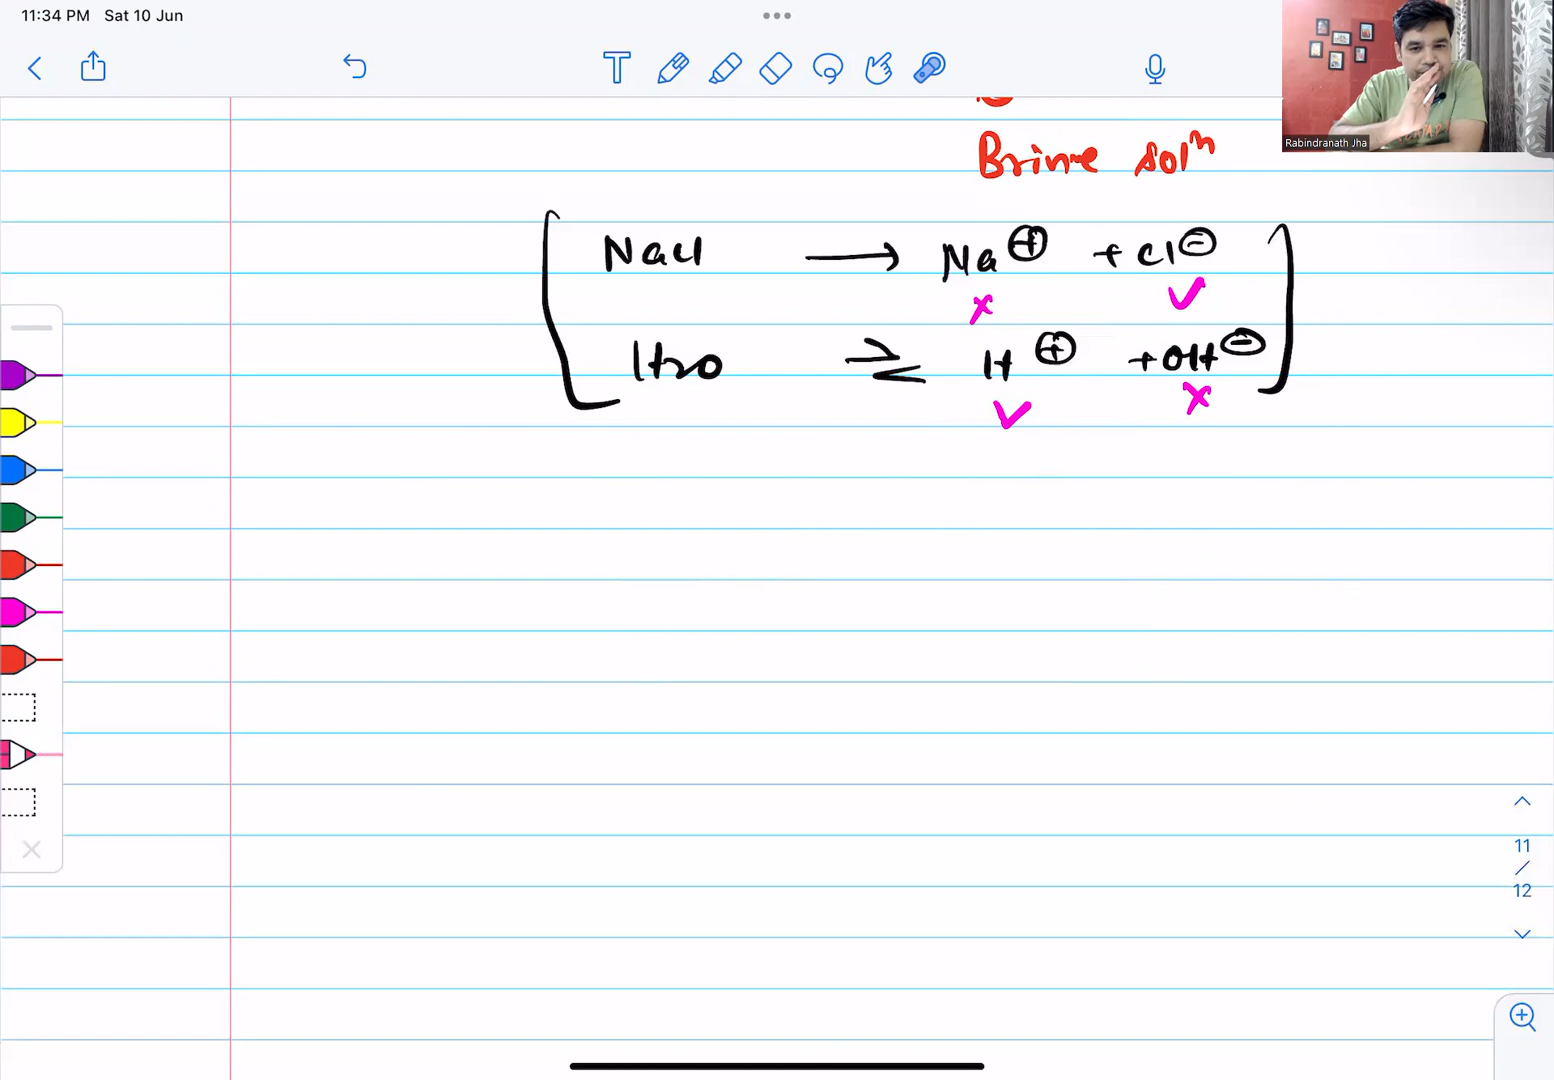 11:34 PM Sat 10 Jun
Rabindranath Jha
Brine solⁿ
NaCl ⟶ Na⊕ + Cl⊖
✗ ✓
H2O ⇌ H⊕ + OH⊖
✓ ✗
11
/
12